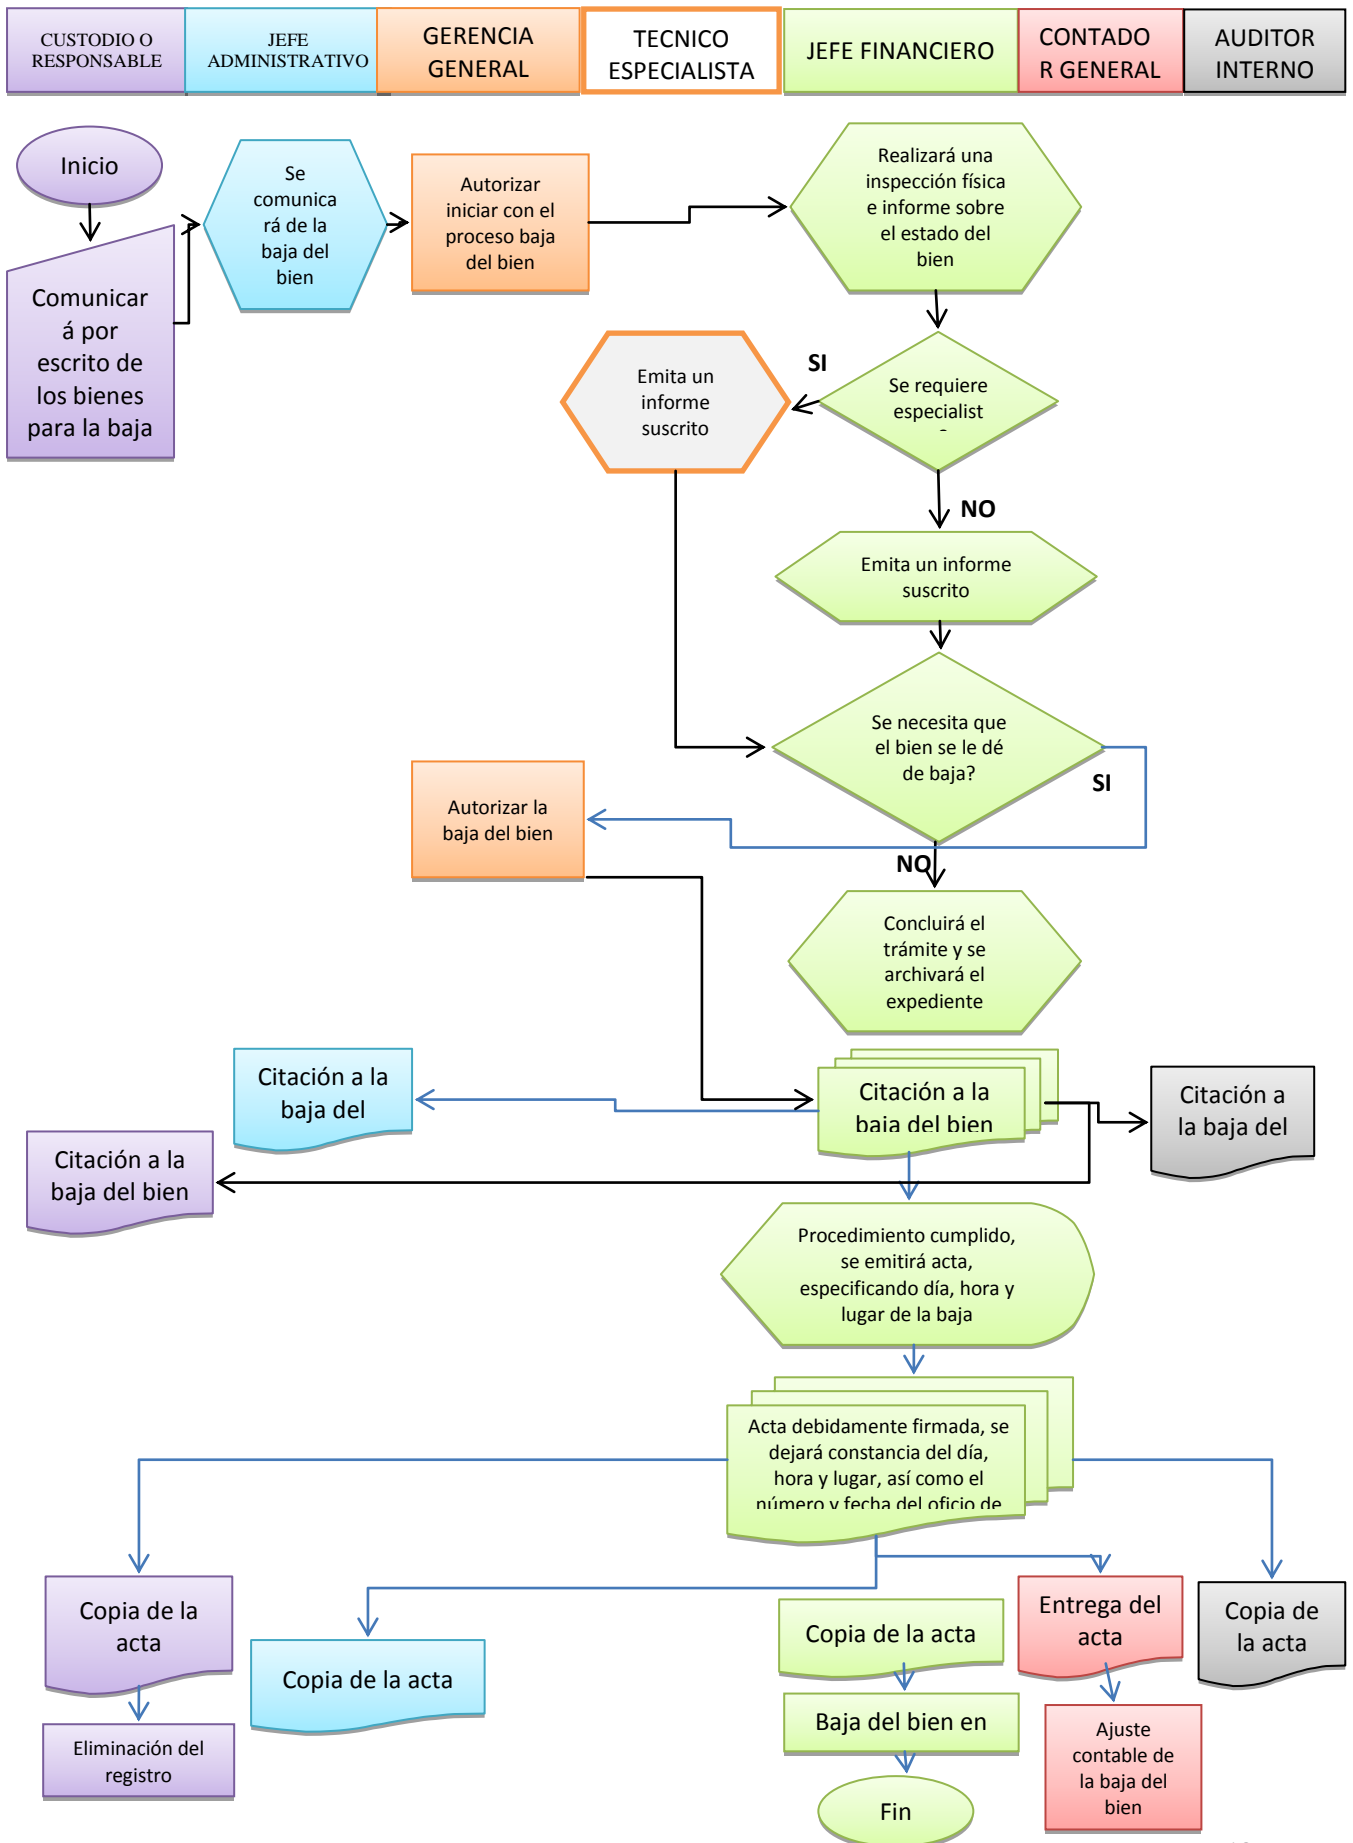 CUSTODIO O
RESPONSABLE
JEFE
ADMINISTRATIVO
GERENCIA
GENERAL
TECNICO
ESPECIALISTA
JEFE FINANCIERO
CONTADO
R GENERAL
AUDITOR
INTERNO
Inicio
Se
comunica
rá de la
baja del
bien
Autorizar
iniciar con el
proceso baja
del bien
Realizará una
inspección física
e informe sobre
el estado del
bien
Comunicar
á por
escrito de
los bienes
para la baja
SI
Emita un
informe
suscrito
Se requiere
especialist
NO
Emita un informe
suscrito
Se necesita que
el bien se le dé
de baja?
SI
Autorizar la
baja del bien
NO
Concluirá el
trámite y se
archivará el
expediente
Citación a la
baja del
Citación a la
baja del bien
Citación a
la baja del
Citación a la
baja del bien
Procedimiento cumplido,
se emitirá acta,
especificando día, hora y
lugar de la baja
Acta debidamente firmada, se
dejará constancia del día,
hora y lugar, así como el
número y fecha del oficio de
Copia de la
acta
Copia de la acta
Copia de la acta
Entrega del
acta
Copia de
la acta
Eliminación del
registro
Baja del bien en
Ajuste
contable de
la baja del
bien
Fin